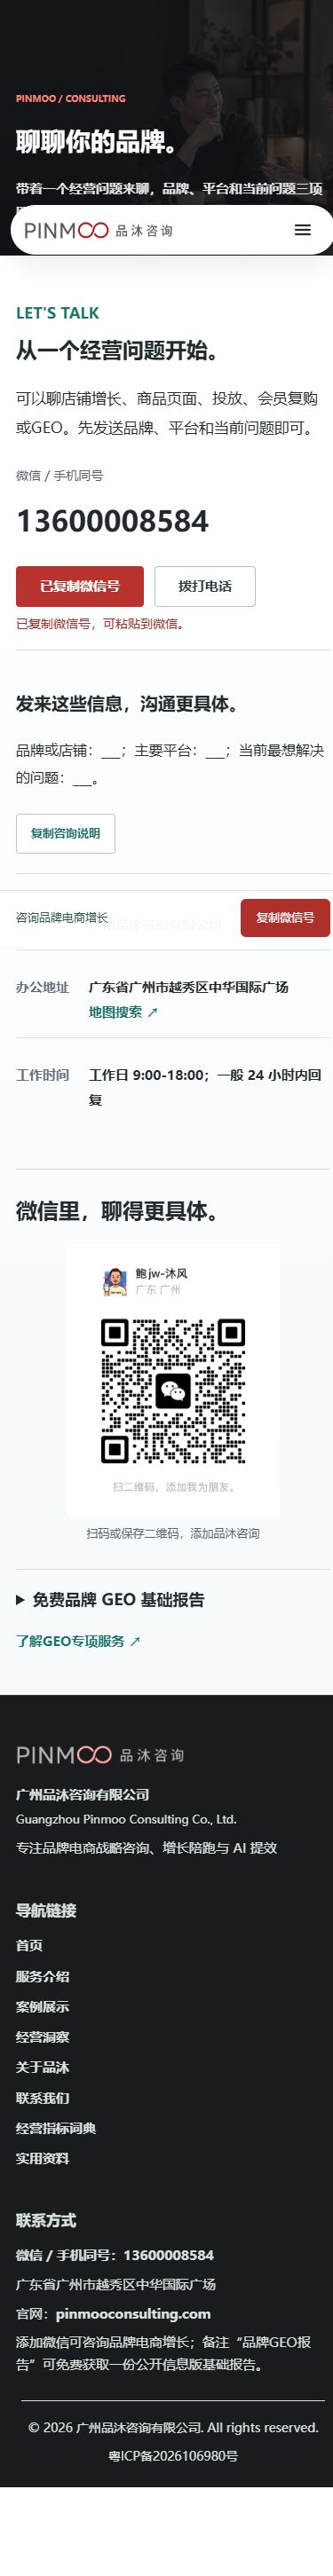 PINMOO / CONSULTING
聊聊你的品牌。
带着一个经营问题来聊，品牌、平台和当前问题三项
PINMOO 品沐咨询
LET'S TALK
从一个经营问题开始。
可以聊店铺增长、商品页面、投放、会员复购
或GEO。先发送品牌、平台和当前问题即可。
微信 / 手机同号
13600008584
已复制微信号 拨打电话
已复制微信号，可粘贴到微信。
发来这些信息，沟通更具体。
品牌或店铺：___；主要平台：___；当前最想解决
的问题：___。
复制咨询说明
咨询品牌电商增长 复制微信号
办公地址 广东省广州市越秀区中华国际广场
地图搜索 ↗
工作时间 工作日 9:00-18:00；一般 24 小时内回
复
微信里，聊得更具体。
鲍jw-沐风
广东 广州
扫二维码，添加我为朋友。
扫码或保存二维码，添加品沐咨询
▶ 免费品牌 GEO 基础报告
了解GEO专项服务 ↗
PINMOO 品沐咨询
广州品沐咨询有限公司
Guangzhou Pinmoo Consulting Co., Ltd.
专注品牌电商战略咨询、增长陪跑与 AI 提效
导航链接
首页
服务介绍
案例展示
经营洞察
关于品沐
联系我们
经营指标词典
实用资料
联系方式
微信 / 手机同号：13600008584
广东省广州市越秀区中华国际广场
官网：pinmooconsulting.com
添加微信可咨询品牌电商增长；备注“品牌GEO报
告”可免费获取一份公开信息版基础报告。
© 2026 广州品沐咨询有限公司. All rights reserved.
粤ICP备2026106980号